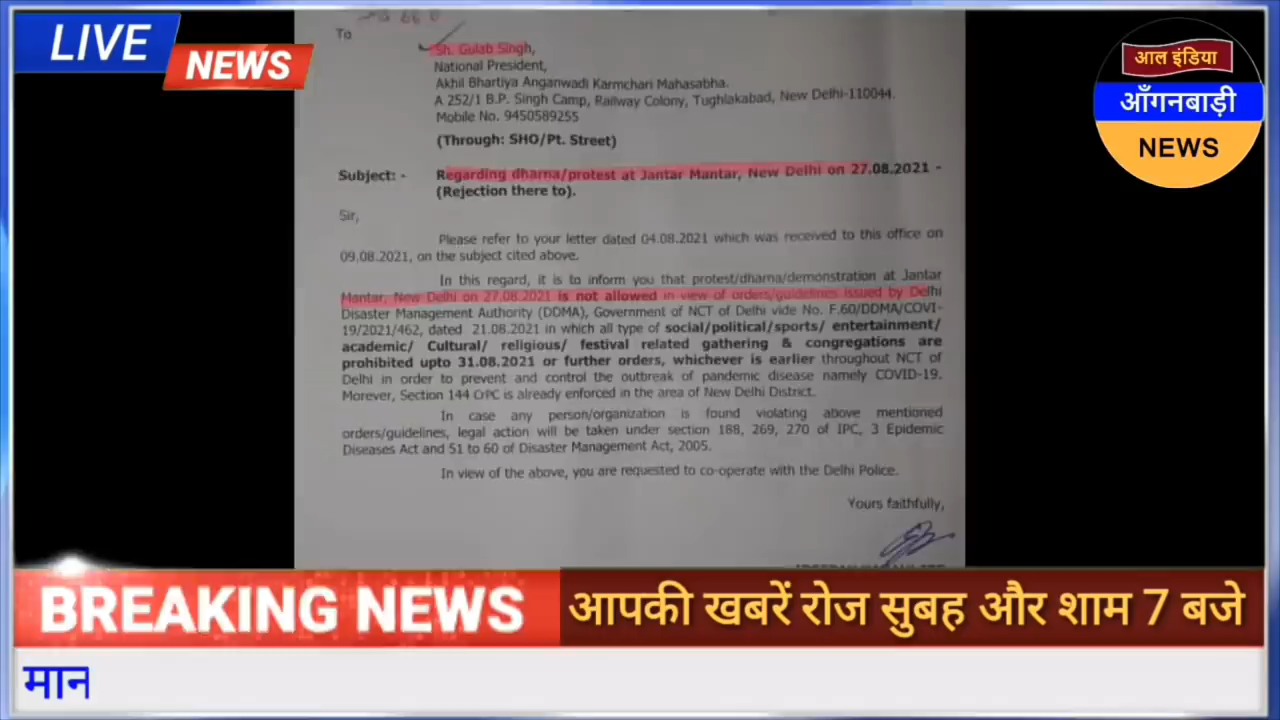 LIVE
NEWS
आल इंडिया
आँगनबाड़ी
NEWS
To
Sh. Gulab Singh,
National President,
Akhil Bhartiya Anganwadi Karmchari Mahasabha.
A 252/1 B.P. Singh Camp, Railway Colony, Tughlakabad, New Delhi-110044.
Mobile No. 9450589255
(Through: SHO/Pt. Street)
Subject: - Regarding dharna/protest at Jantar Mantar, New Delhi on 27.08.2021 -
(Rejection there to).
Sir,
Please refer to your letter dated 04.08.2021 which was received to this office on
09.08.2021, on the subject cited above.
In this regard, it is to inform you that protest/dharna/demonstration at Jantar
Mantar, New Delhi on 27.08.2021 is not allowed in view of orders/guidelines issued by Delhi
Disaster Management Authority (DDMA), Government of NCT of Delhi vide No. F.60/DDMA/COVI-
19/2021/462, dated 21.08.2021 in which all type of social/political/sports/ entertainment/
academic/ Cultural/ religious/ festival related gathering & congregations are
prohibited upto 31.08.2021 or further orders, whichever is earlier throughout NCT of
Delhi in order to prevent and control the outbreak of pandemic disease namely COVID-19.
Morever, Section 144 CrPC is already enforced in the area of New Delhi District.
In case any person/organization is found violating above mentioned
orders/guidelines, legal action will be taken under section 188, 269, 270 of IPC, 3 Epidemic
Diseases Act and 51 to 60 of Disaster Management Act, 2005.
In view of the above, you are requested to co-operate with the Delhi Police.
Yours faithfully,
BREAKING NEWS
आपकी खबरें रोज सुबह और शाम 7 बजे
मान